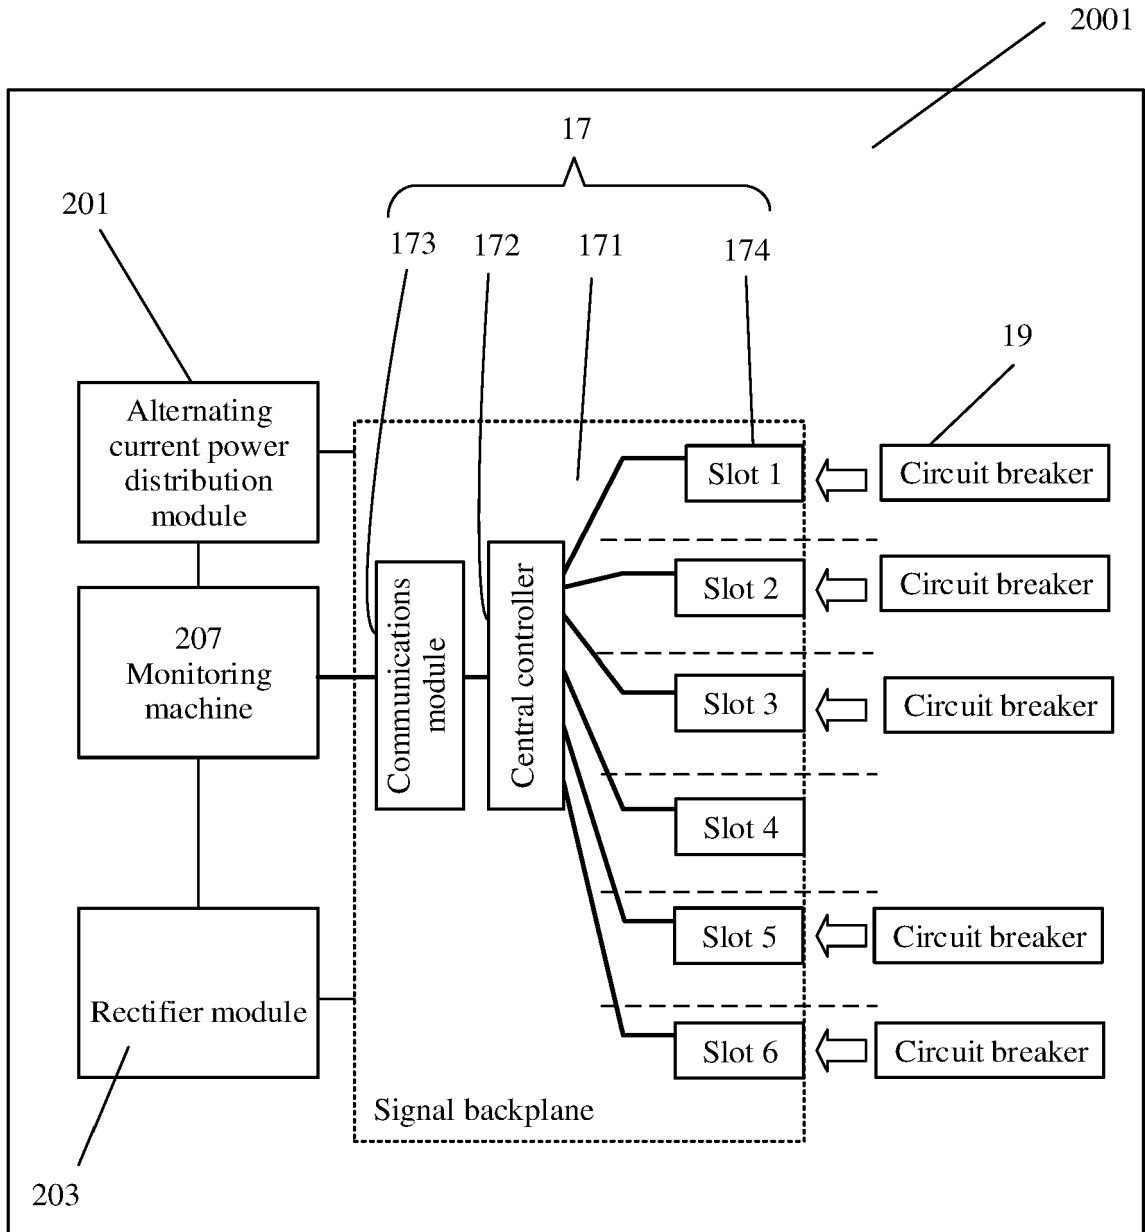 2001
17
201
173
172
171
174
19
Alternating
current power
distribution
module
Slot 1
Circuit breaker
Slot 2
Circuit breaker
207
Monitoring
machine
Communications
module
Central controller
Slot 3
Circuit breaker
Slot 4
Slot 5
Circuit breaker
Rectifier module
Slot 6
Circuit breaker
Signal backplane
203